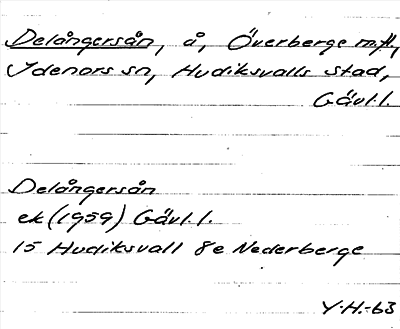 Delångersån, å, Överberge m.fl.,
Idenors sn, Hudiksvalls stad,
Gävl.l.
Delångersån
ek (1959) Gävl.l.
15 Hudiksvall 8e Nederberge
Y.H.-63